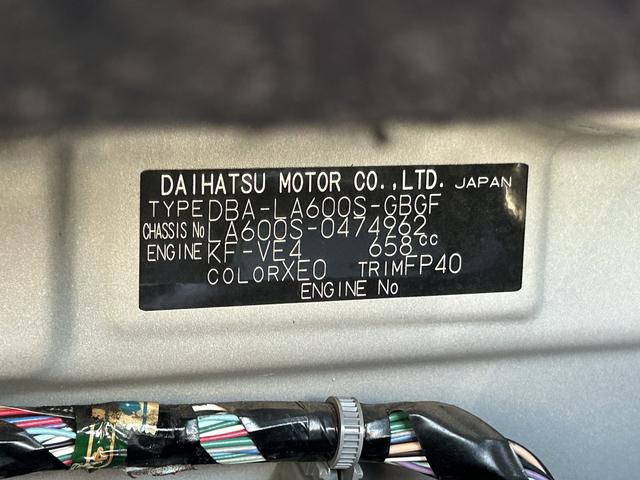 DAIHATSU MOTOR CO.,LTD. JAPAN
TYPE DBA-LA600S-GBGF
CHASSIS No LA600S-0474962
ENGINE KF-VE4 658cc
COLOR XE0 TRIM FP40
ENGINE No